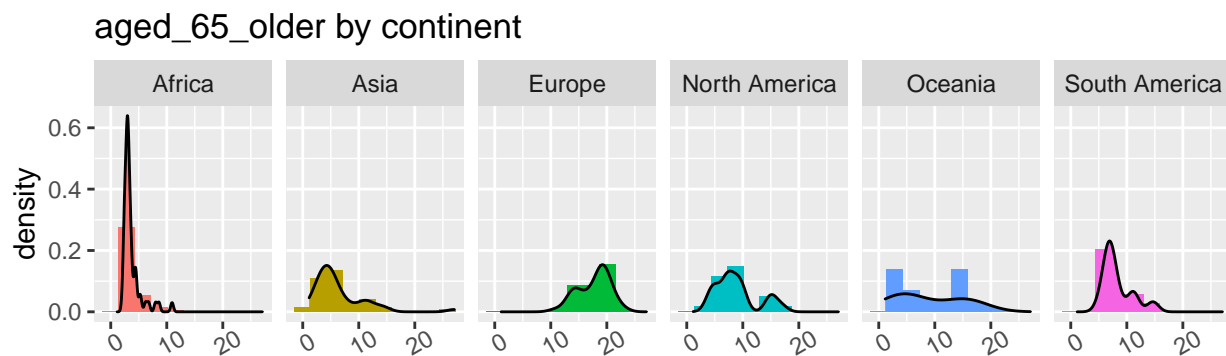 aged_65_older by continent
Africa Asia Europe North America Oceania South America
density
0.6
0.4
0.2
0.0
0 10 20 0 10 20 0 10 20 0 10 20 0 10 20 0 10 20